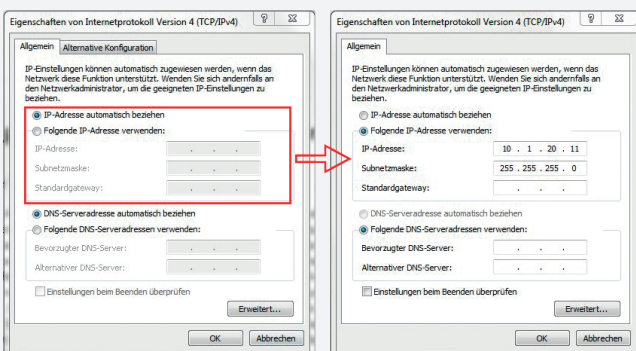 Eigenschaften von Internetprotokoll Version 4 (TCP/IPv4)
Allgemein Alternative Konfiguration
IP-Einstellungen können automatisch zugewiesen werden, wenn das
Netzwerk diese Funktion unterstützt. Wenden Sie sich andernfalls an
den Netzwerkadministrator, um die geeigneten IP-Einstellungen zu
beziehen.
IP-Adresse automatisch beziehen
Folgende IP-Adresse verwenden:
IP-Adresse: . . .
Subnetzmaske: . . .
Standardgateway: . . .
DNS-Serveradresse automatisch beziehen
Folgende DNS-Serveradressen verwenden:
Bevorzugter DNS-Server: . . .
Alternativer DNS-Server: . . .
Einstellungen beim Beenden überprüfen
Erweitert...
OK Abbrechen
Eigenschaften von Internetprotokoll Version 4 (TCP/IPv4)
Allgemein
IP-Einstellungen können automatisch zugewiesen werden, wenn das
Netzwerk diese Funktion unterstützt. Wenden Sie sich andernfalls an
den Netzwerkadministrator, um die geeigneten IP-Einstellungen zu
beziehen.
IP-Adresse automatisch beziehen
Folgende IP-Adresse verwenden:
IP-Adresse: 10 . 1 . 20 . 11
Subnetzmaske: 255 . 255 . 255 . 0
Standardgateway: . . .
DNS-Serveradresse automatisch beziehen
Folgende DNS-Serveradressen verwenden:
Bevorzugter DNS-Server: . . .
Alternativer DNS-Server: . . .
Einstellungen beim Beenden überprüfen
Erweitert...
OK Abbrechen